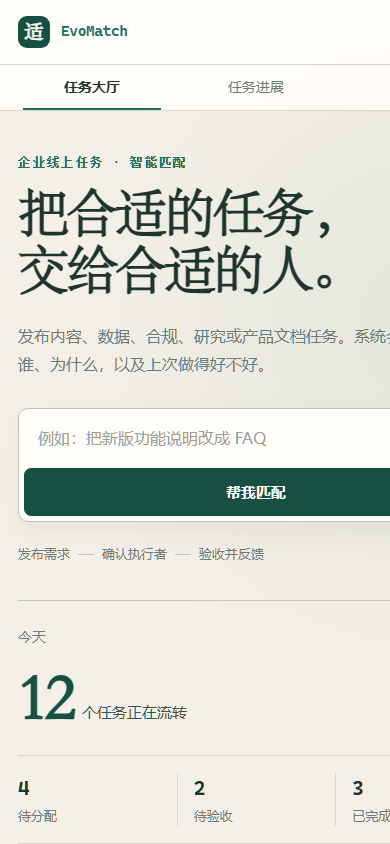 适 EvoMatch
任务大厅 任务进展
企业线上任务 · 智能匹配
把合适的任务，
交给合适的人。
发布内容、数据、合规、研究或产品文档任务。系统
谁、为什么，以及上次做得好不好。
例如：把新版功能说明改成 FAQ
帮我匹配
发布需求 — 确认执行者 — 验收并反馈
今天
12 个任务正在流转
4 2 3
待分配 待验收 已完成